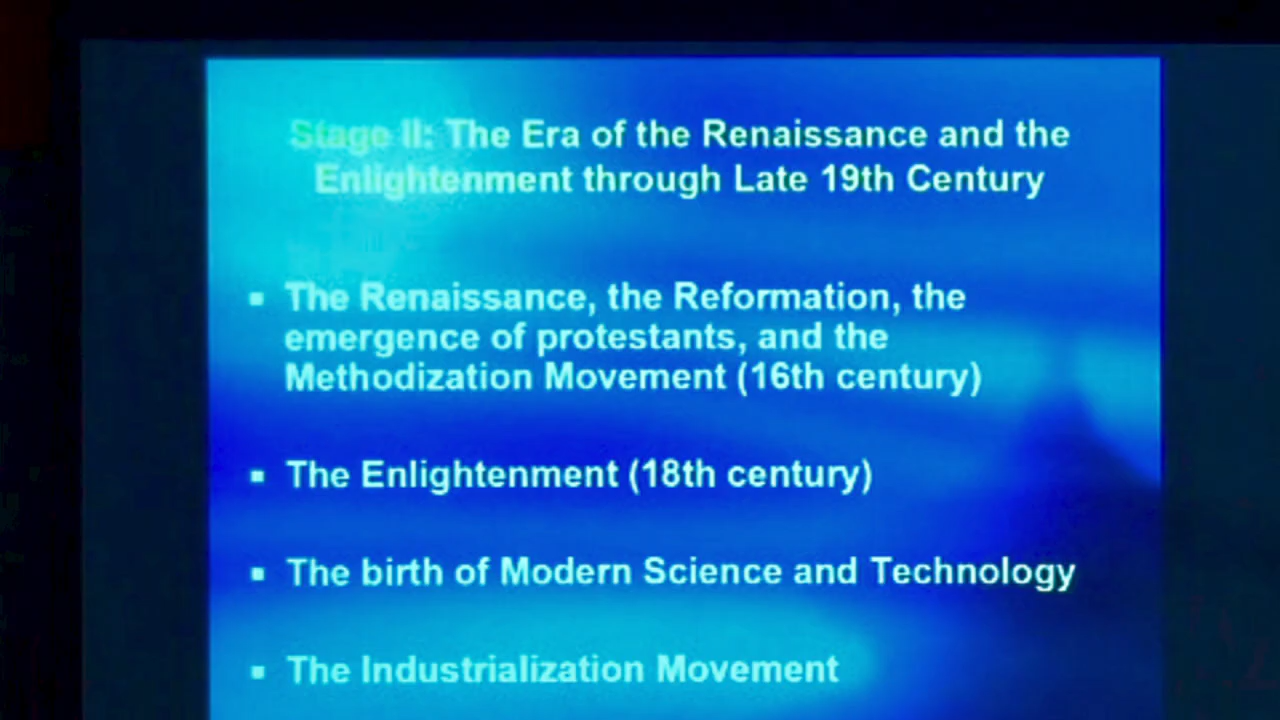 Stage II: The Era of the Renaissance and the
Enlightenment through Late 19th Century
▪ The Renaissance, the Reformation, the
emergence of protestants, and the
Methodization Movement (16th century)
▪ The Enlightenment (18th century)
▪ The birth of Modern Science and Technology
▪ The Industrialization Movement